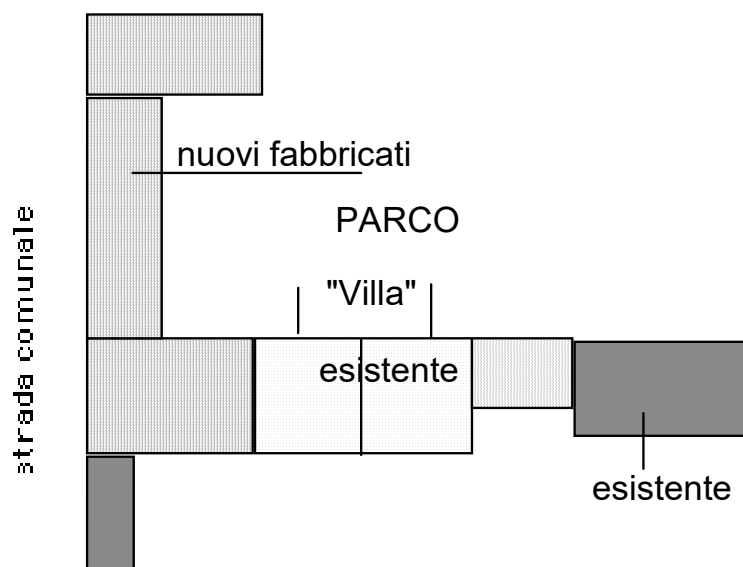 nuovi fabbricati
PARCO
"Villa"
esistente
esistente
strada comunale